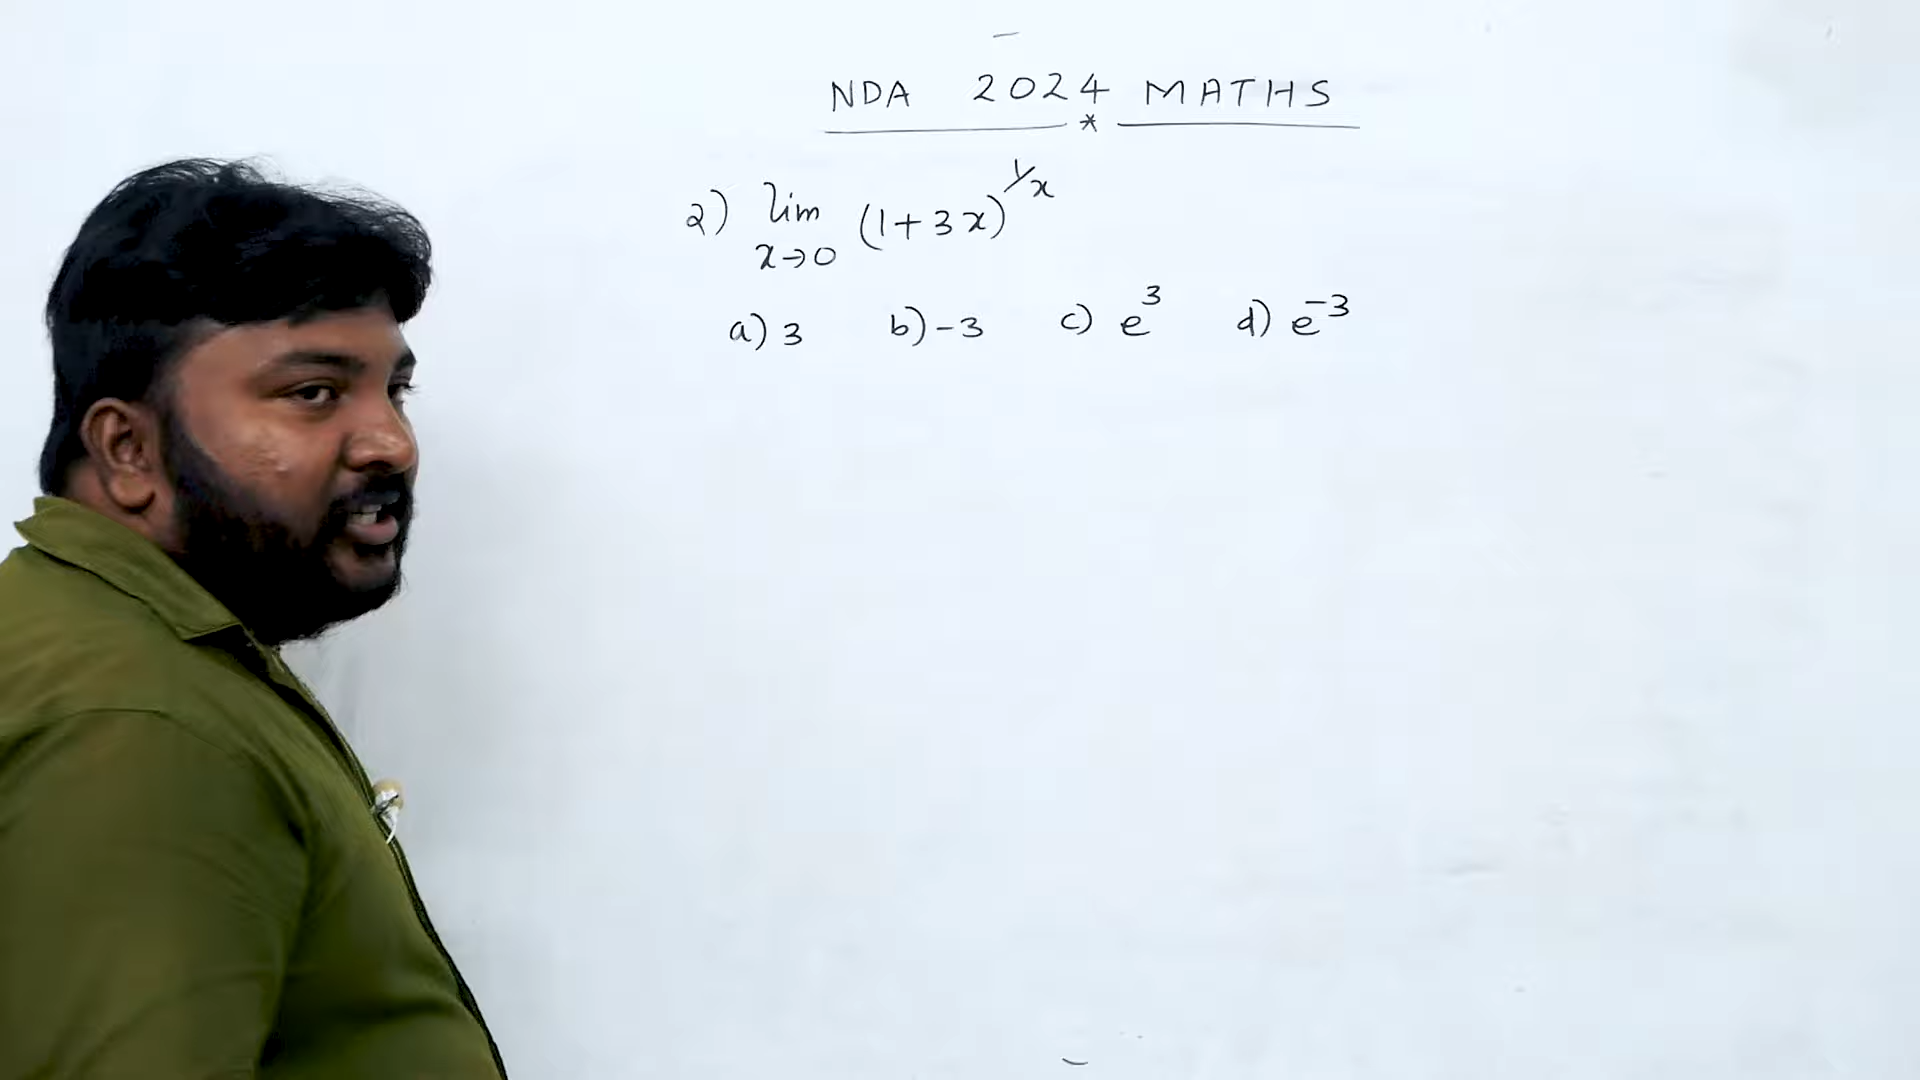 NDA 2024 MATHS
*
2) lim (1+3x)^1/x
x→0
a) 3 b) -3 c) e^3 d) e^-3